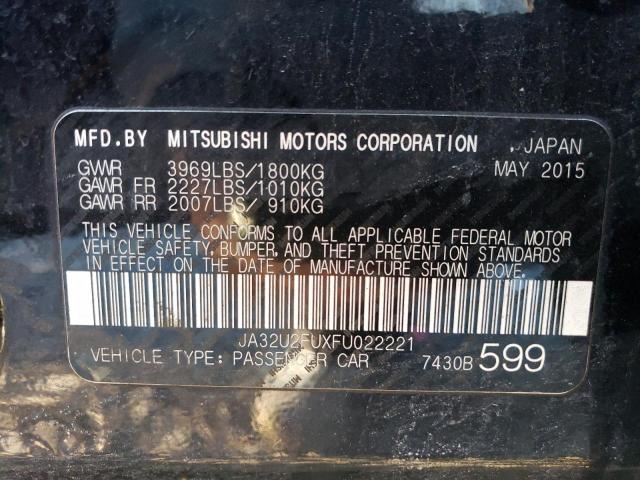 MFD.BY MITSUBISHI MOTORS CORPORATION , JAPAN
GVWR 3969LBS/1800KG MAY 2015
GAWR FR 2227LBS/1010KG
GAWR RR 2007LBS/ 910KG
THIS VEHICLE CONFORMS TO ALL APPLICABLE FEDERAL MOTOR
VEHICLE SAFETY, BUMPER, AND THEFT PREVENTION STANDARDS
IN EFFECT ON THE DATE OF MANUFACTURE SHOWN ABOVE.
JA32U2FUXFU022221
VEHICLE TYPE: PASSENGER CAR 7430B 599